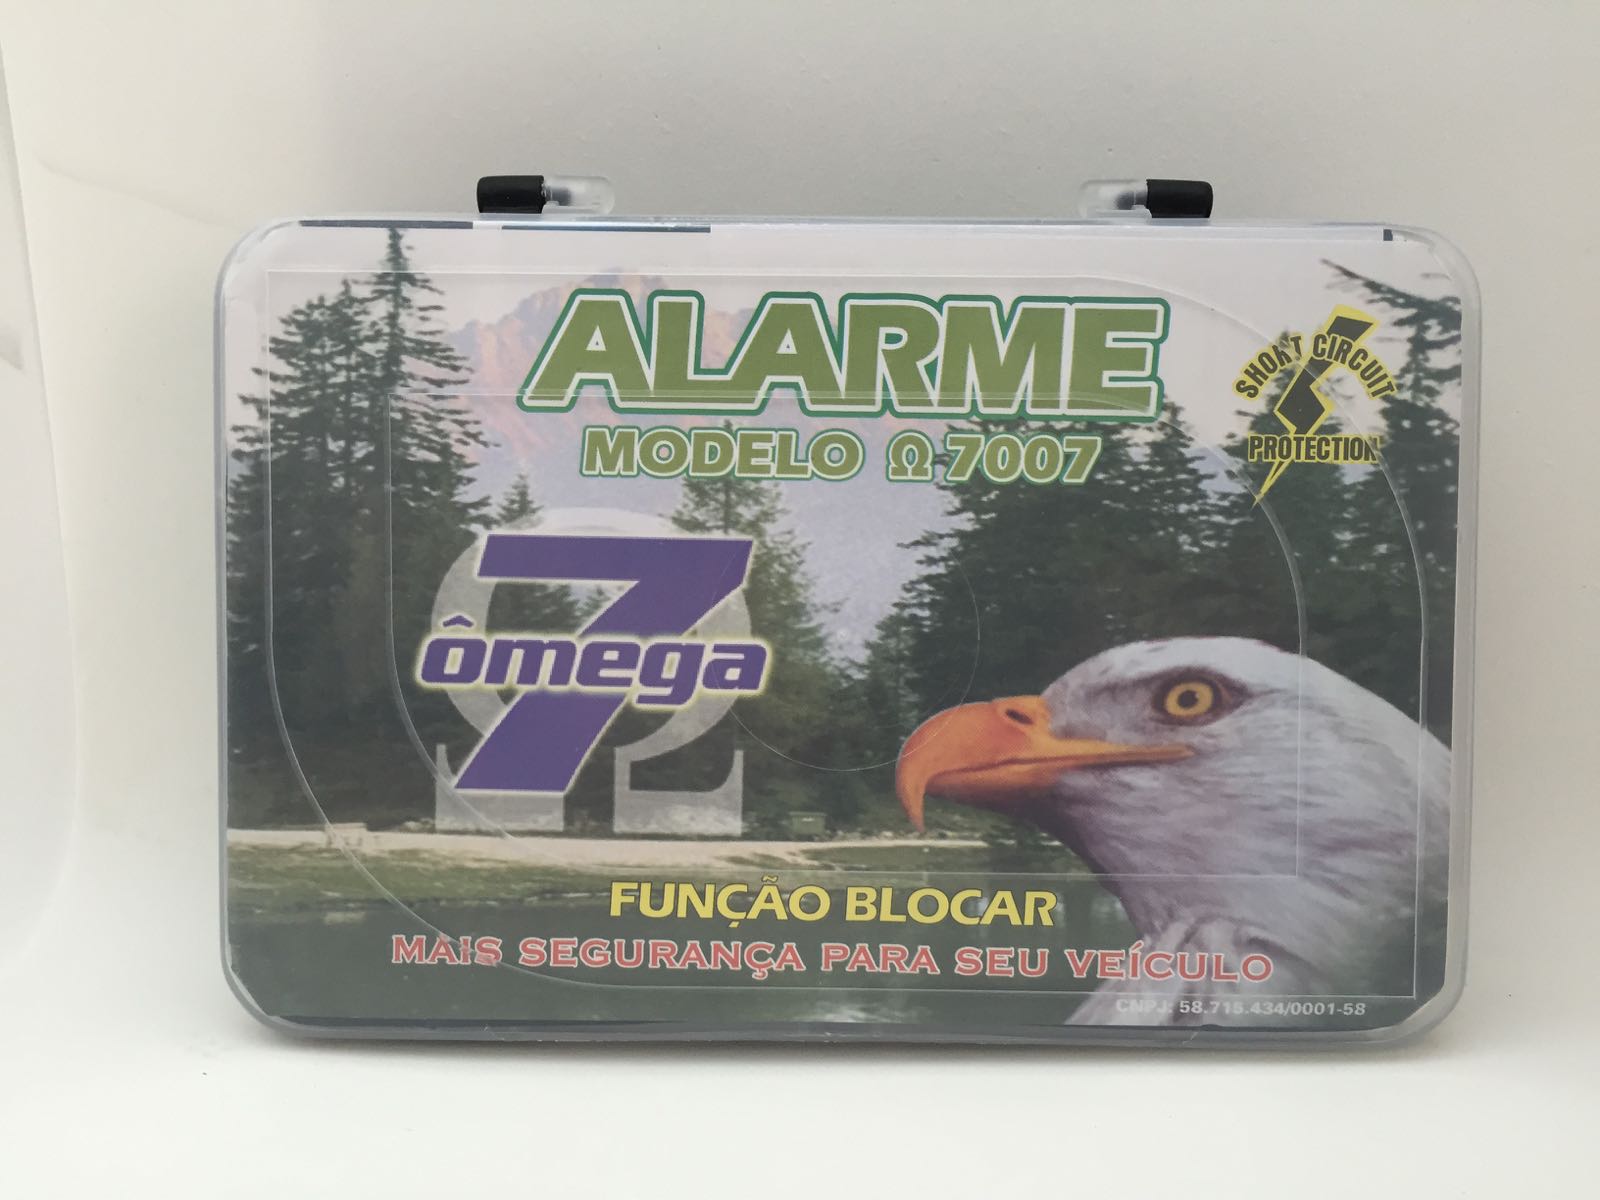 ALARME
MODELO Ω 7007
SHORT CIRCUIT
PROTECTION
7
ômega
FUNÇÃO BLOCAR
MAIS SEGURANÇA PARA SEU VEÍCULO
CNPJ: 58.715.434/0001-58